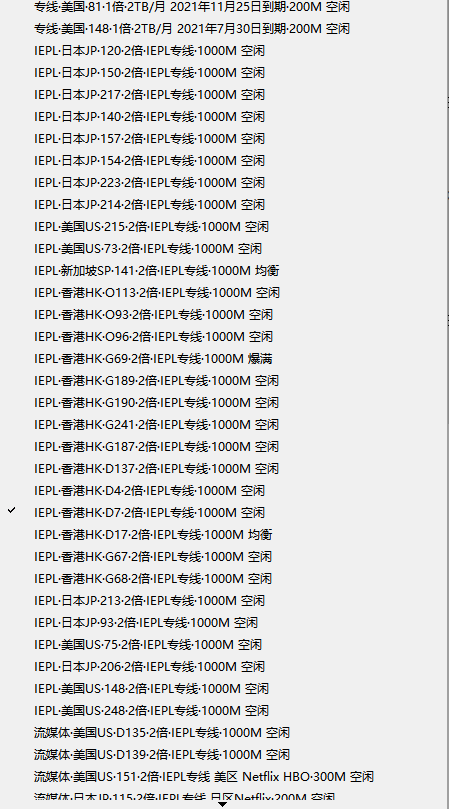 专线·美国·81·1倍·2TB/月 2021年11月25日到期·200M 空闲
专线·美国·148·1倍·2TB/月 2021年7月30日到期·200M 空闲
IEPL·日本JP·120·2倍·IEPL专线·1000M 空闲
IEPL·日本JP·150·2倍·IEPL专线·1000M 空闲
IEPL·日本JP·217·2倍·IEPL专线·1000M 空闲
IEPL·日本JP·140·2倍·IEPL专线·1000M 空闲
IEPL·日本JP·157·2倍·IEPL专线·1000M 空闲
IEPL·日本JP·154·2倍·IEPL专线·1000M 空闲
IEPL·日本JP·223·2倍·IEPL专线·1000M 空闲
IEPL·日本JP·214·2倍·IEPL专线·1000M 空闲
IEPL·美国US·215·2倍·IEPL专线·1000M 空闲
IEPL·美国US·73·2倍·IEPL专线·1000M 空闲
IEPL·新加坡SP·141·2倍·IEPL专线·1000M 均衡
IEPL·香港HK·O113·2倍·IEPL专线·1000M 空闲
IEPL·香港HK·O93·2倍·IEPL专线·1000M 空闲
IEPL·香港HK·O96·2倍·IEPL专线·1000M 空闲
IEPL·香港HK·G69·2倍·IEPL专线·1000M 爆满
IEPL·香港HK·G189·2倍·IEPL专线·1000M 空闲
IEPL·香港HK·G190·2倍·IEPL专线·1000M 空闲
IEPL·香港HK·G241·2倍·IEPL专线·1000M 空闲
IEPL·香港HK·G187·2倍·IEPL专线·1000M 空闲
IEPL·香港HK·D137·2倍·IEPL专线·1000M 空闲
IEPL·香港HK·D4·2倍·IEPL专线·1000M 空闲
IEPL·香港HK·D7·2倍·IEPL专线·1000M 空闲
IEPL·香港HK·D17·2倍·IEPL专线·1000M 均衡
IEPL·香港HK·G67·2倍·IEPL专线·1000M 空闲
IEPL·香港HK·G68·2倍·IEPL专线·1000M 空闲
IEPL·日本JP·213·2倍·IEPL专线·1000M 空闲
IEPL·日本JP·93·2倍·IEPL专线·1000M 空闲
IEPL·美国US·75·2倍·IEPL专线·1000M 空闲
IEPL·日本JP·206·2倍·IEPL专线·1000M 空闲
IEPL·美国US·148·2倍·IEPL专线·1000M 空闲
IEPL·美国US·248·2倍·IEPL专线·1000M 空闲
流媒体·美国US·D135·2倍·IEPL专线·1000M 空闲
流媒体·美国US·D139·2倍·IEPL专线·1000M 空闲
流媒体·美国US·151·2倍·IEPL专线 美区 Netflix HBO·300M 空闲
流媒体·日本JP·115·2倍·IEPL专线 日区Netflix·200M 空闲